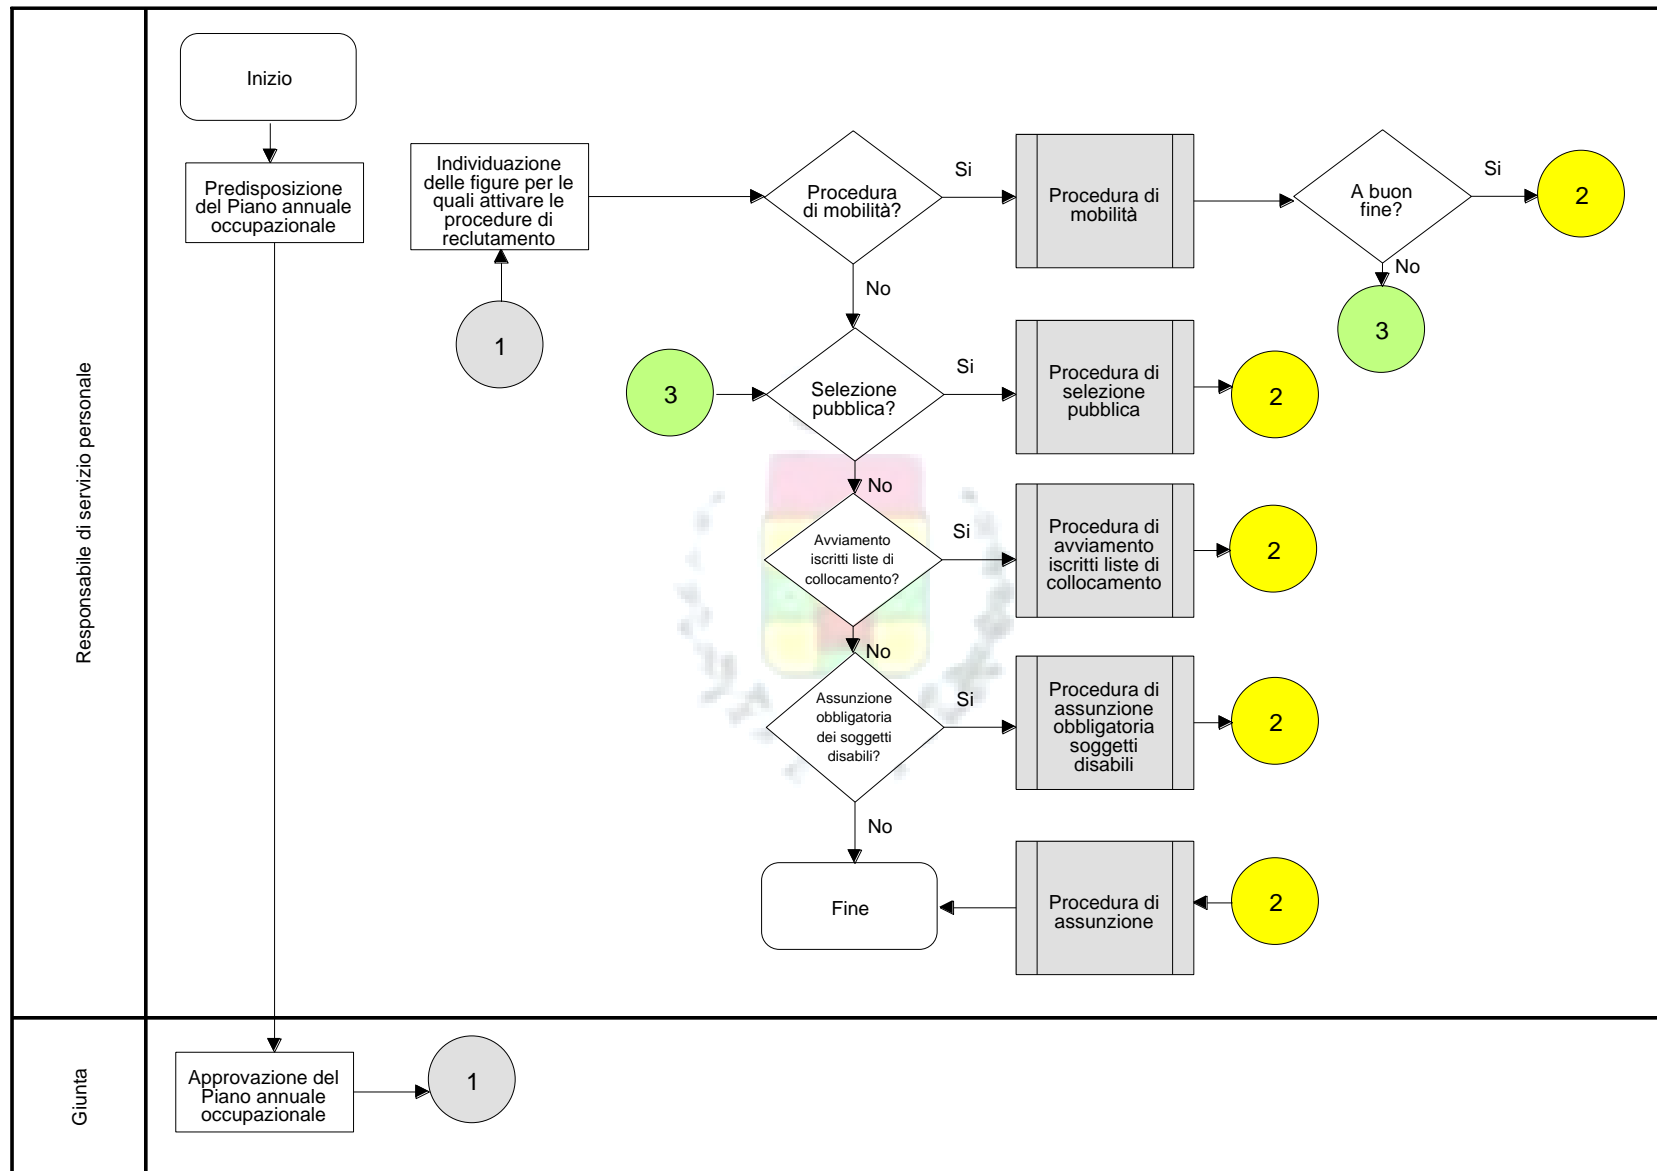 Inizio
Predisposizione
del Piano annuale
occupazionale
Individuazione
delle figure per le
quali attivare le
procedure di
reclutamento
1
Procedura
di mobilità?
Si
Procedura di
mobilità
A buon
fine?
Si
2
No
3
No
3
Selezione
pubblica?
Si
Procedura di
selezione
pubblica
2
No
Avviamento
iscritti liste di
collocamento?
Si
Procedura di
avviamento
iscritti liste di
collocamento
2
No
Assunzione
obbligatoria
dei soggetti
disabili?
Si
Procedura di
assunzione
obbligatoria
soggetti
disabili
2
No
Fine
Procedura di
assunzione
2
Responsabile di servizio personale
Giunta
Approvazione del
Piano annuale
occupazionale
1